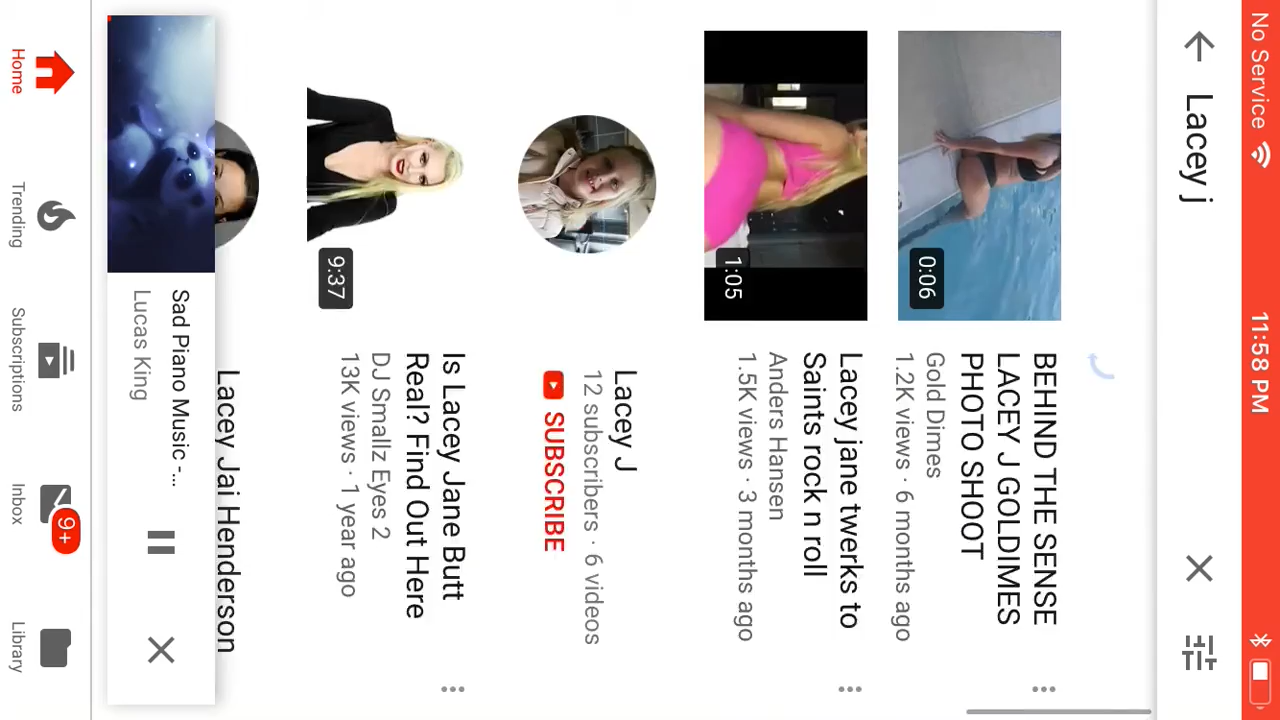 No Service
11:58 PM
Lacey j
BEHIND THE SENSE
LACEY J GOLDIMES
PHOTO SHOOT
Gold Dimes
1.2K views · 6 months ago
0:06
Lacey jane twerks to
Saints rock n roll
Anders Hansen
1.5K views · 3 months ago
1:05
Lacey J
12 subscribers · 6 videos
SUBSCRIBE
Is Lacey Jane Butt
Real? Find Out Here
DJ Smallz Eyes 2
13K views · 1 year ago
9:37
Lacey Jai Henderson
Sad Piano Music -...
Lucas King
Home
Trending
Subscriptions
Inbox
9+
Library